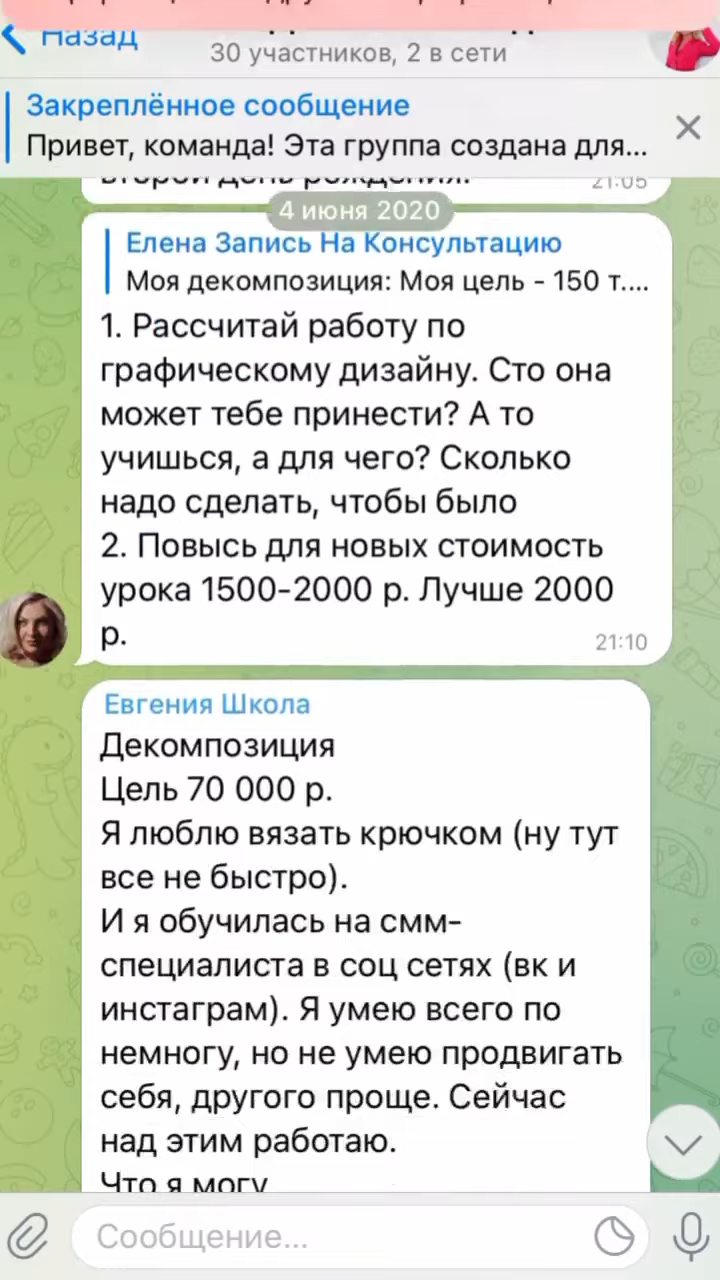 Назад
30 участников, 2 в сети
Закреплённое сообщение
Привет, команда! Эта группа создана для...
второй день рождения.
21:05
4 июня 2020
Елена Запись На Консультацию
Моя декомпозиция: Моя цель - 150 т....
1. Рассчитай работу по
графическому дизайну. Сто она
может тебе принести? А то
учишься, а для чего? Сколько
надо сделать, чтобы было
2. Повысь для новых стоимость
урока 1500-2000 р. Лучше 2000
р.
21:10
Евгения Школа
Декомпозиция
Цель 70 000 р.
Я люблю вязать крючком (ну тут
все не быстро).
И я обучилась на смм-
специалиста в соц сетях (вк и
инстаграм). Я умею всего по
немногу, но не умею продвигать
себя, другого проще. Сейчас
над этим работаю.
Что я могу
Сообщение...